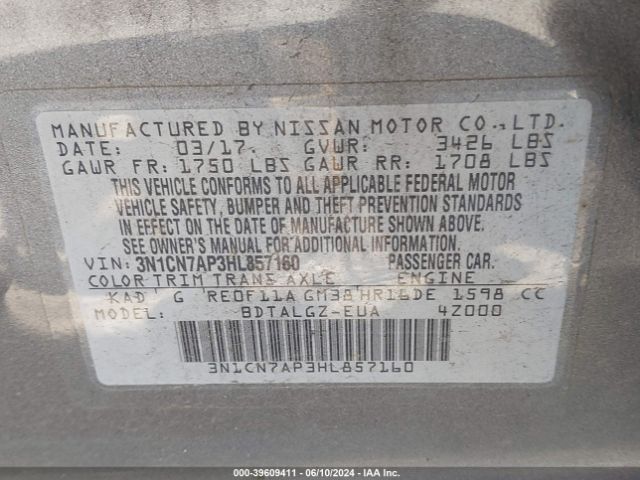 MANUFACTURED BY NISSAN MOTOR CO.,LTD.
DATE: 03/17 GVWR: 3426 LBS
GAWR FR: 1750 LBS GAWR RR: 1708 LBS
THIS VEHICLE CONFORMS TO ALL APPLICABLE FEDERAL MOTOR
VEHICLE SAFETY, BUMPER AND THEFT PREVENTION STANDARDS
IN EFFECT ON THE DATE OF MANUFACTURE SHOWN ABOVE.
SEE OWNER'S MANUAL FOR ADDITIONAL INFORMATION.
VIN: 3N1CN7AP3HL857160 PASSENGER CAR.
COLOR TRIM TRANS AXLE ENGINE
KAD G RE0F11A GM38 HR16DE 1598 CC
MODEL: BDTALGZ-EUA 4Z000
3N1CN7AP3HL857160
000-39609411 - 06/10/2024 - IAAI.com